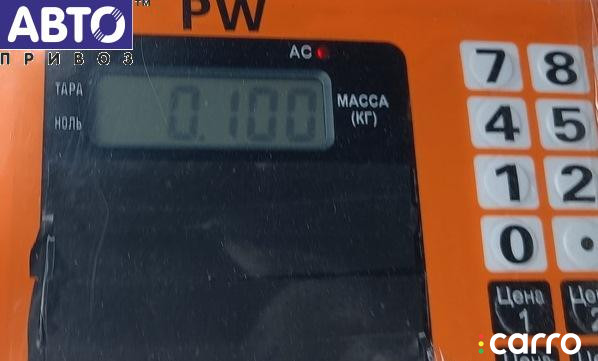 PW
АВТО™
ПРИВОЗ
AC
ТАРА
НОЛЬ
0.100
МАССА
(КГ)
7 8
4 5
1 2
0 .
Цена
1
carro